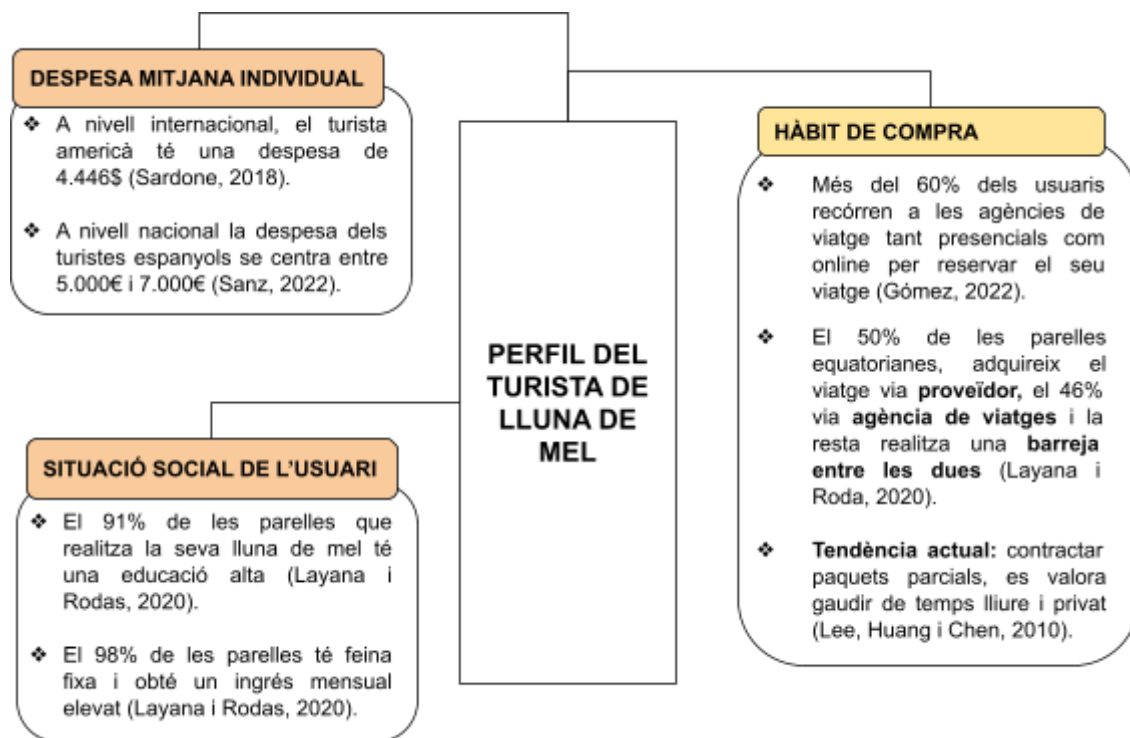 DESPESA MITJANA INDIVIDUAL
❖ A nivell internacional, el turista
americà té una despesa de
4.446$ (Sardone, 2018).
❖ A nivell nacional la despesa dels
turistes espanyols se centra entre
5.000€ i 7.000€ (Sanz, 2022).
PERFIL DEL
TURISTA DE
LLUNA DE
MEL
SITUACIÓ SOCIAL DE L'USUARI
❖ El 91% de les parelles que
realitza la seva lluna de mel té
una educació alta (Layana i
Rodas, 2020).
❖ El 98% de les parelles té feina
fixa i obté un ingrés mensual
elevat (Layana i Rodas, 2020).
HÀBIT DE COMPRA
❖ Més del 60% dels usuaris
recórren a les agències de
viatge tant presencials com
online per reservar el seu
viatge (Gómez, 2022).
❖ El 50% de les parelles
equatorianes, adquireix el
viatge via proveïdor, el 46%
via agència de viatges i la
resta realitza una barreja
entre les dues (Layana i
Roda, 2020).
❖ Tendència actual: contractar
paquets parcials, es valora
gaudir de temps lliure i privat
(Lee, Huang i Chen, 2010).